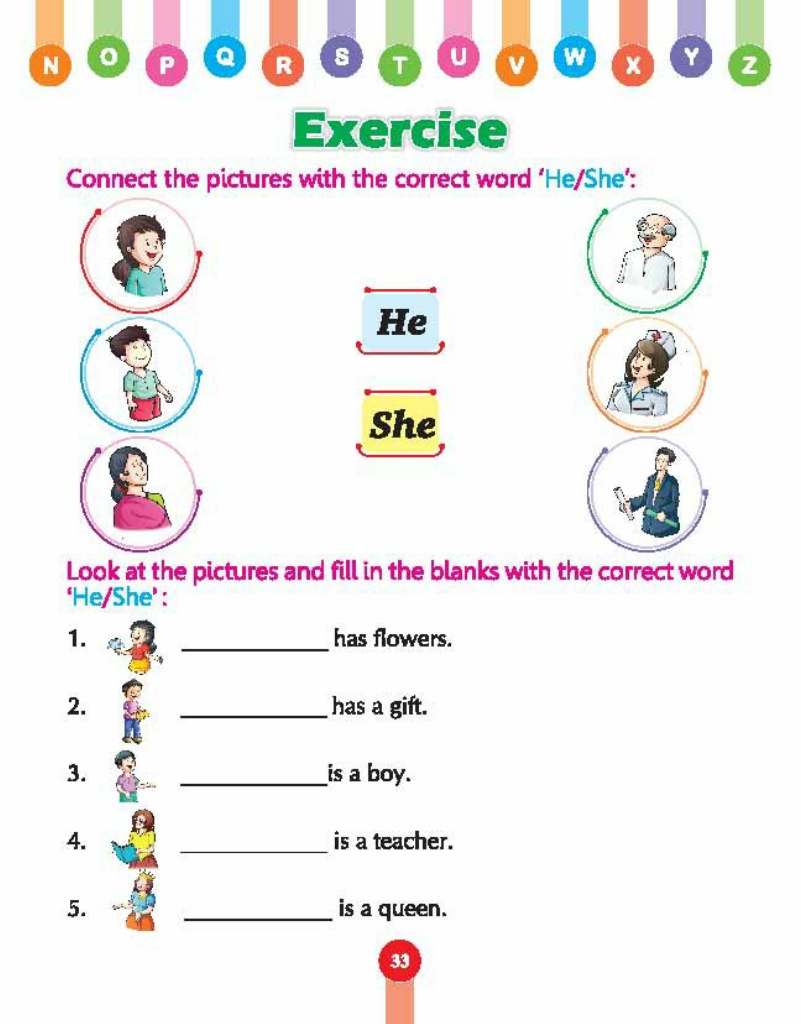 N O P Q R S T U V W X Y Z
Exercise
Connect the pictures with the correct word ‘He/She’:
He
She
Look at the pictures and fill in the blanks with the correct word
‘He/She’ :
1. ____________ has flowers.
2. ____________ has a gift.
3. ____________ is a boy.
4. ____________ is a teacher.
5. ____________ is a queen.
33